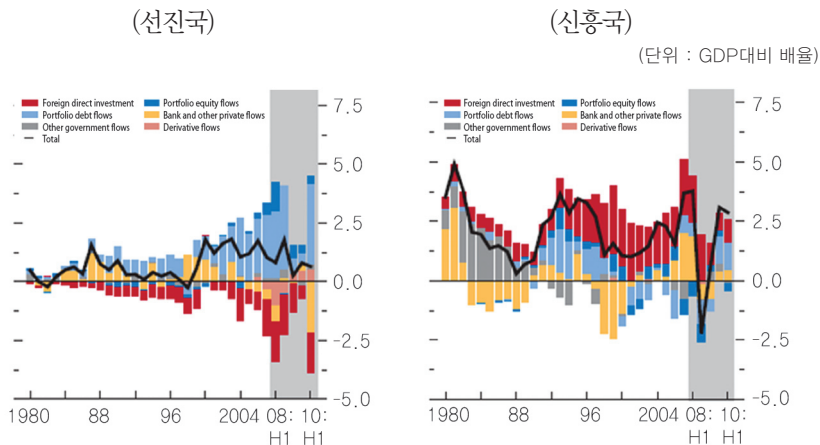 (선진국)
(신흥국)
(단위 : GDP대비 배율)
Foreign direct investment
Portfolio equity flows
Portfolio debt flows
Bank and other private flows
Other government flows
Derivative flows
Total
7.5
5.0
2.5
0.0
-2.5
-5.0
1980 88 96 2004 08: 10:
H1 H1
Foreign direct investment
Portfolio equity flows
Portfolio debt flows
Bank and other private flows
Other government flows
Derivative flows
Total
7.5
5.0
2.5
0.0
-2.5
-5.0
1980 88 96 2004 08: 10:
H1 H1